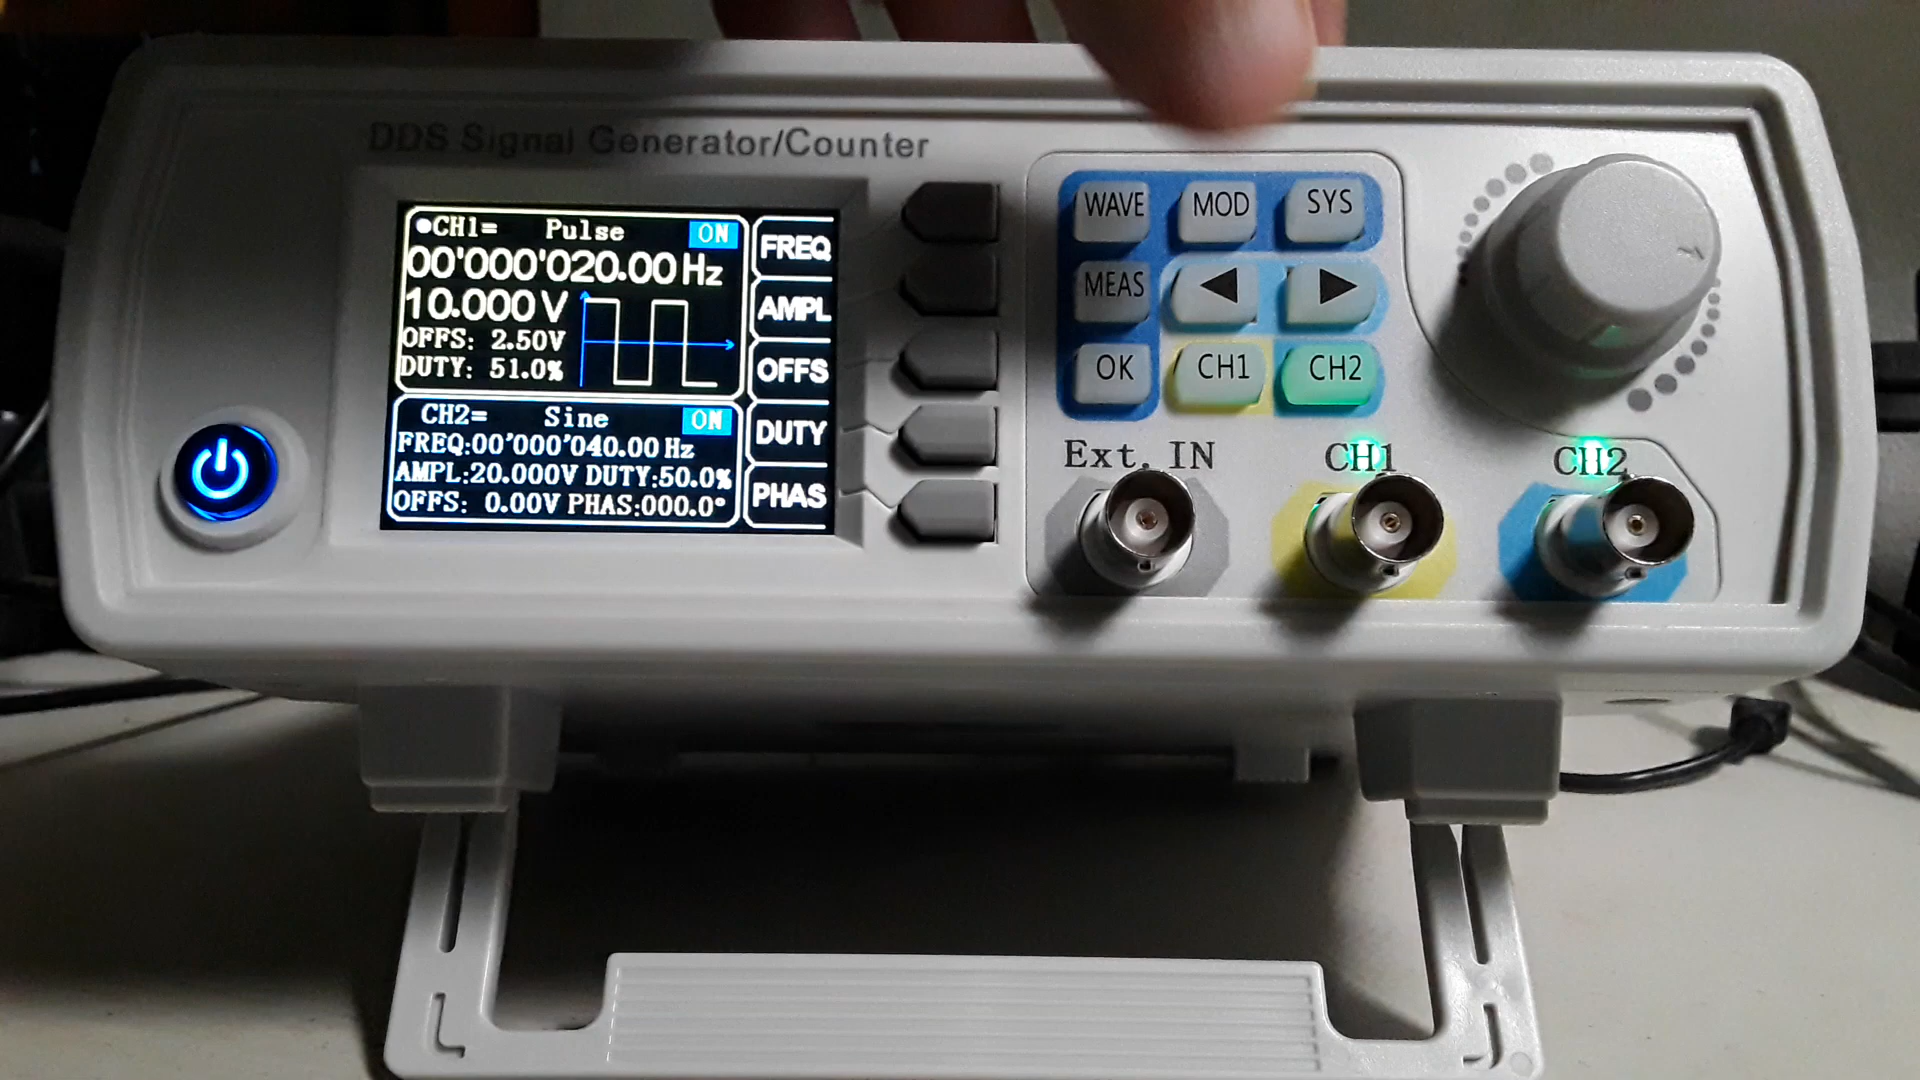 DDS Signal Generator/Counter
●CH1= Pulse ON
00'000'020.00 Hz
10.000 V
OFFS: 2.50V
DUTY: 51.0%
CH2= Sine ON
FREQ:00'000'040.00 Hz
AMPL:20.000V DUTY:50.0%
OFFS: 0.00V PHAS:000.0°
FREQ
AMPL
OFFS
DUTY
PHAS
WAVE MOD SYS
MEAS ◀ ▶
OK CH1 CH2
Ext. IN CH1 CH2